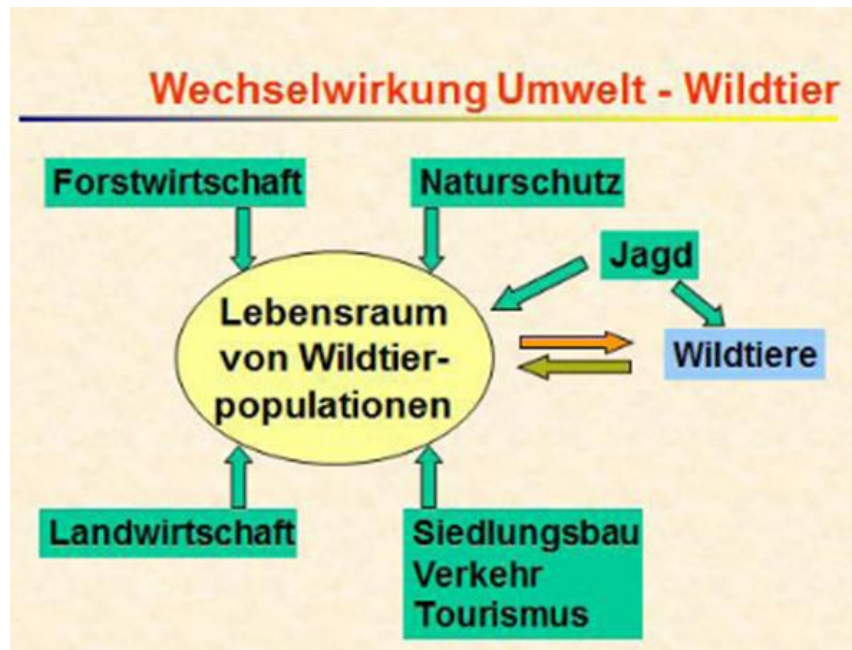 Wechselwirkung Umwelt - Wildtier
Forstwirtschaft
Naturschutz
Jagd
Lebensraum
von Wildtier-
populationen
Wildtiere
Landwirtschaft
Siedlungsbau
Verkehr
Tourismus